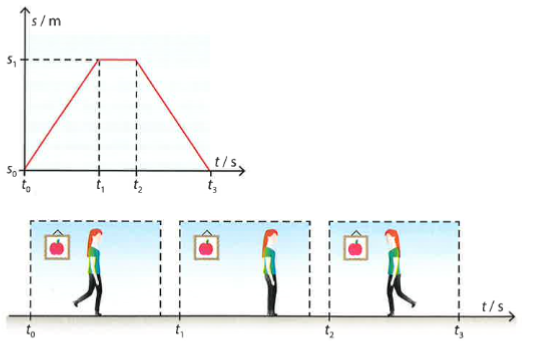 s / m
s₁
s₀
t₀ t₁ t₂ t₃
t / s
t / s
t₀ t₁ t₂ t₃